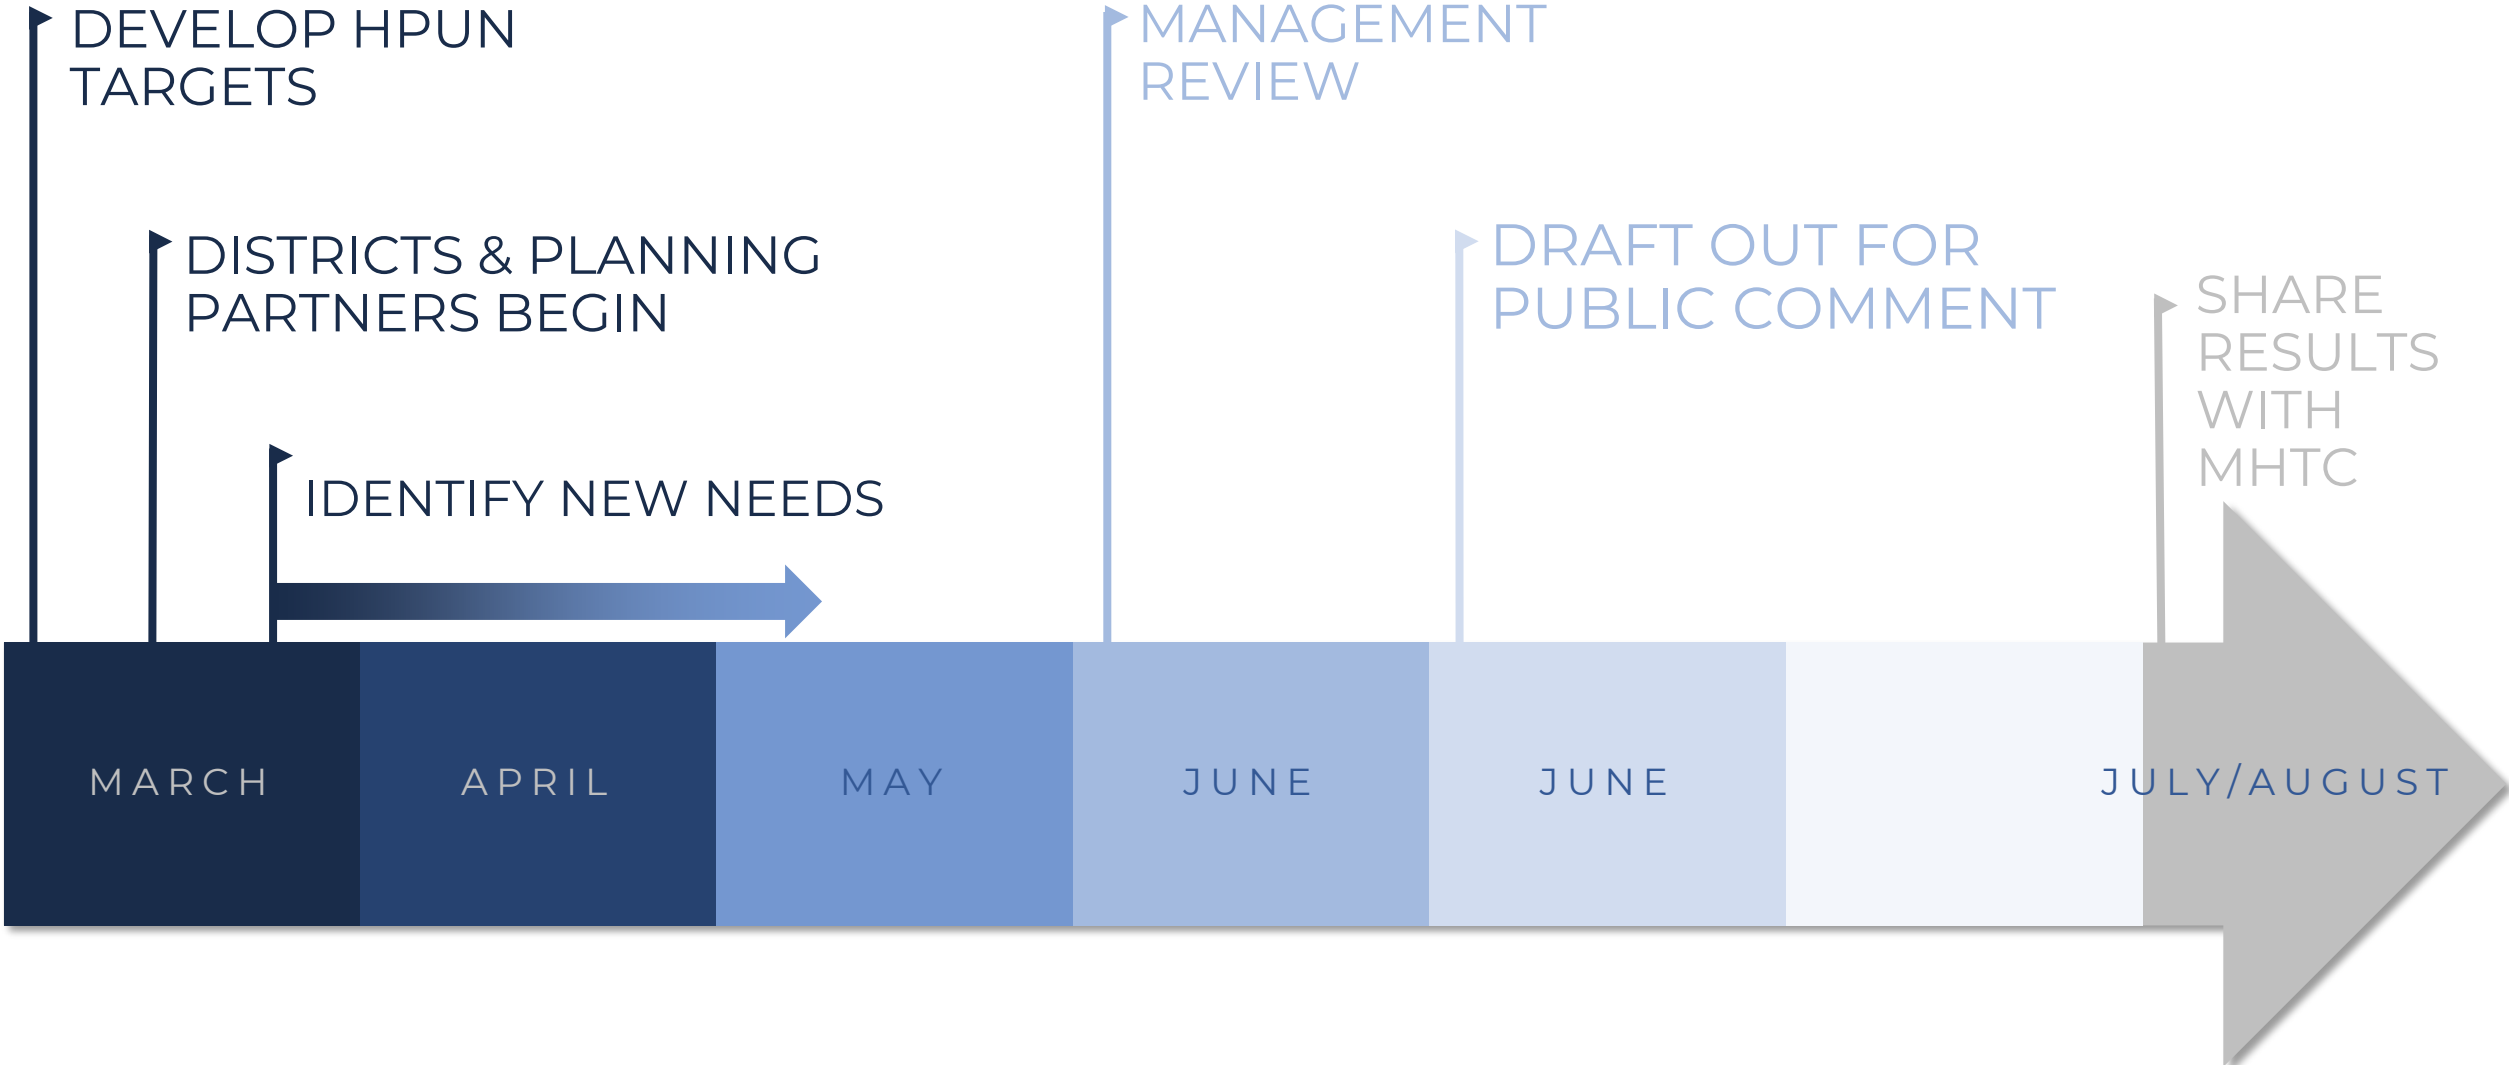 DEVELOP HPUN
TARGETS
MANAGEMENT
REVIEW
DISTRICTS & PLANNING
PARTNERS BEGIN
DRAFT OUT FOR
PUBLIC COMMENT
SHARE
RESULTS
WITH
MHTC
IDENTIFY NEW NEEDS
MARCH
APRIL
MAY
JUNE
JUNE
JULY/AUGUST